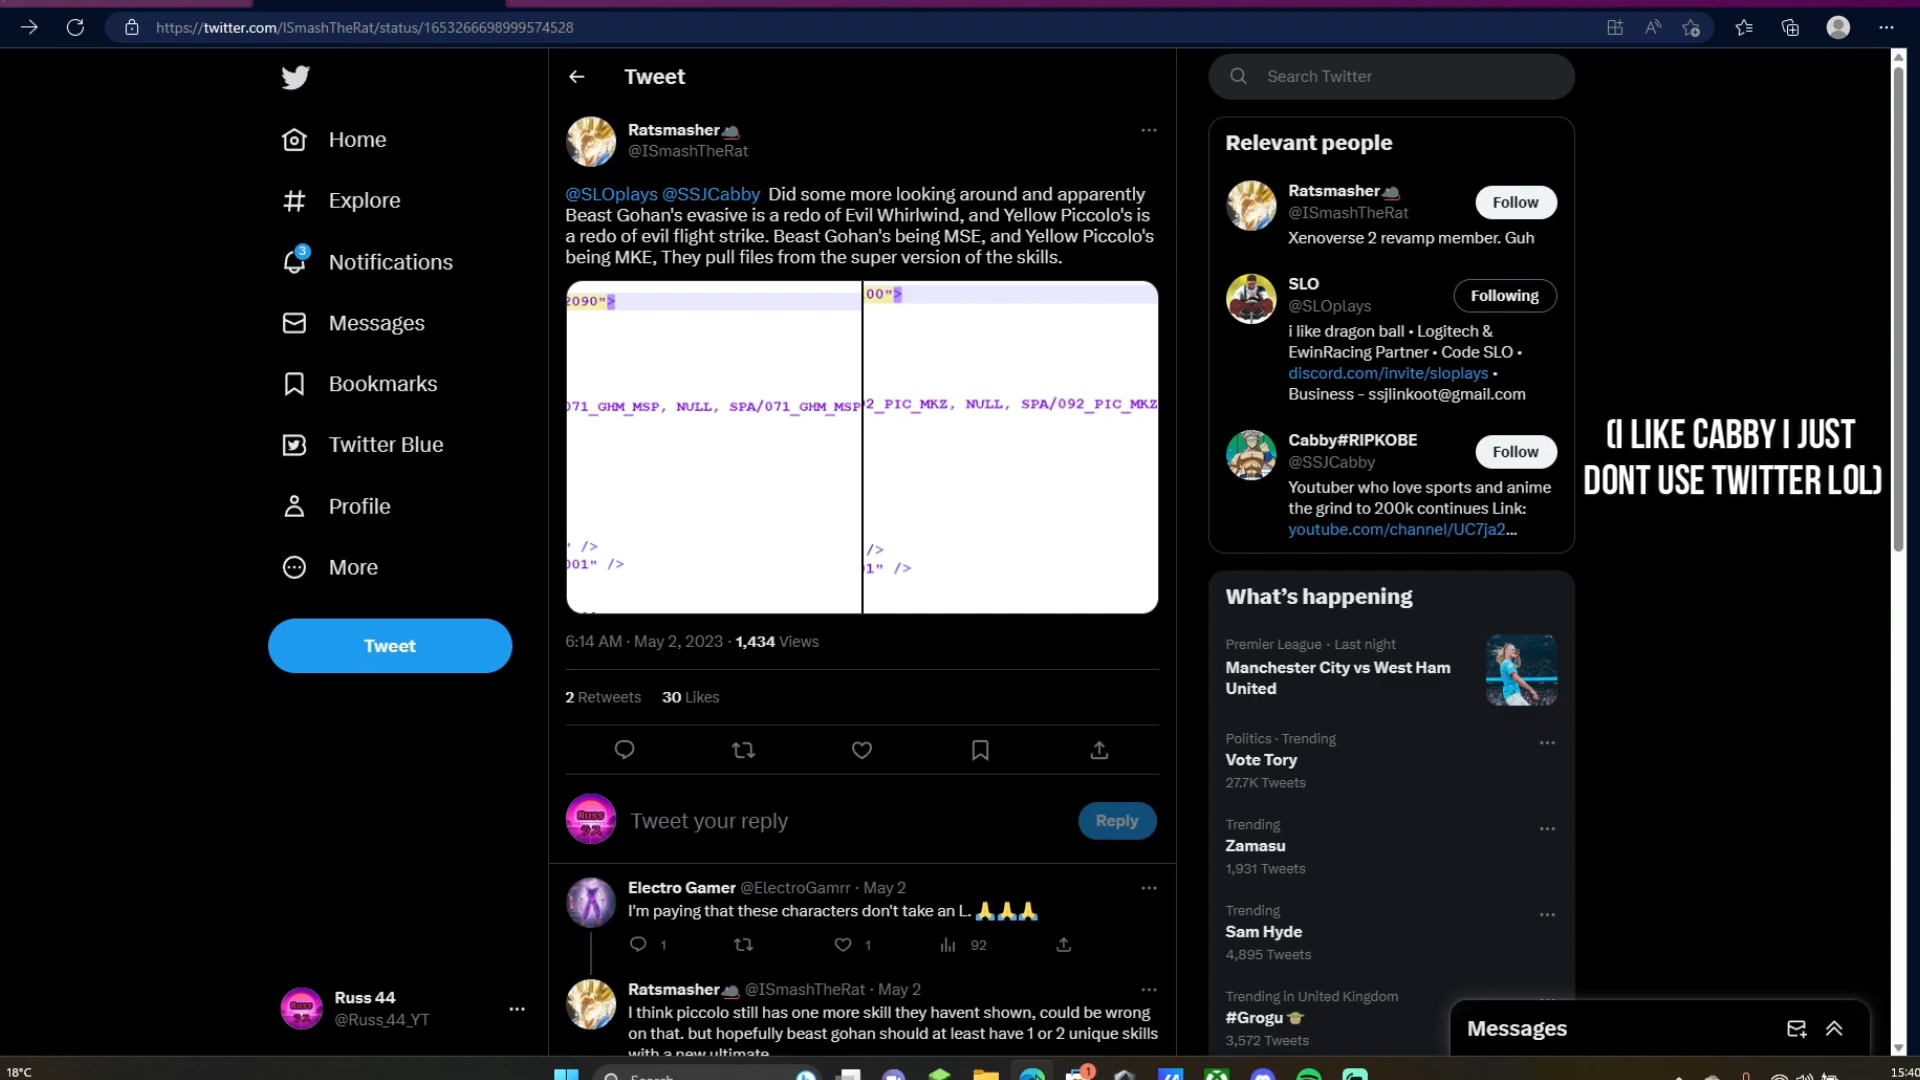 https://twitter.com/ISmashTheRat/status/1653266698999574528
Home
Explore
3
Notifications
Messages
Bookmarks
Twitter Blue
Profile
More
Tweet
Russ 44
@Russ_44_YT
Tweet
Ratsmasher
@ISmashTheRat
@SLOplays @SSJCabby Did some more looking around and apparently
Beast Gohan's evasive is a redo of Evil Whirlwind, and Yellow Piccolo's is
a redo of evil flight strike. Beast Gohan's being MSE, and Yellow Piccolo's
being MKE, They pull files from the super version of the skills.
2090">
071_GHM_MSP, NULL, SPA/071_GHM_MSP
" />
001" />
00">
92_PIC_MKZ, NULL, SPA/092_PIC_MKZ
/>
1" />
6:14 AM · May 2, 2023 · 1,434 Views
2 Retweets 30 Likes
Russ
ラス
Tweet your reply
Reply
Electro Gamer @ElectroGamrr · May 2
I'm paying that these characters don't take an L. 🙏🙏🙏
1 1 92
Ratsmasher @ISmashTheRat · May 2
I think piccolo still has one more skill they havent shown, could be wrong
on that. but hopefully beast gohan should at least have 1 or 2 unique skills
with a new ultimate
Search Twitter
Relevant people
Ratsmasher
@ISmashTheRat
Follow
Xenoverse 2 revamp member. Guh
SLO
@SLOplays
Following
i like dragon ball • Logitech &
EwinRacing Partner • Code SLO •
discord.com/invite/sloplays •
Business - ssjlinkoot@gmail.com
Cabby#RIPKOBE
@SSJCabby
Follow
Youtuber who love sports and anime
the grind to 200k continues Link:
youtube.com/channel/UC7ja2...
(I LIKE CABBY I JUST
DONT USE TWITTER LOL)
What's happening
Premier League · Last night
Manchester City vs West Ham
United
Politics · Trending
Vote Tory
27.7K Tweets
Trending
Zamasu
1,931 Tweets
Trending
Sam Hyde
4,895 Tweets
Trending in United Kingdom
#Grogu
3,572 Tweets
Messages
18°C
Search
1
15:40